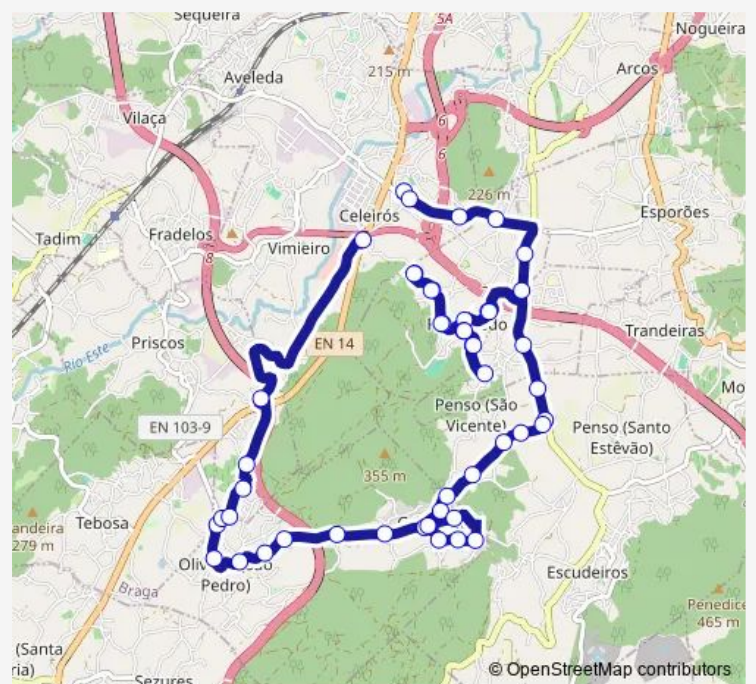 Sequeira
5A
Nogueira
215 m
Aveleda
Arcos
Vilaça
6
6
226 m
Celeirós
Esporões
Tadim
Fradelos
8
Vimieiro
Rio Este
Trandeiras
Priscos
EN 14
Penso (São
Vicente)
Penso (Santo
Estêvão)
EN 103-9
355 m
Tebosa
andeira
279 m
Braga
Pedro)
Escudeiros
Penedice
465 m
(Santa
ria)
Sezures
© OpenStreetMap contributors